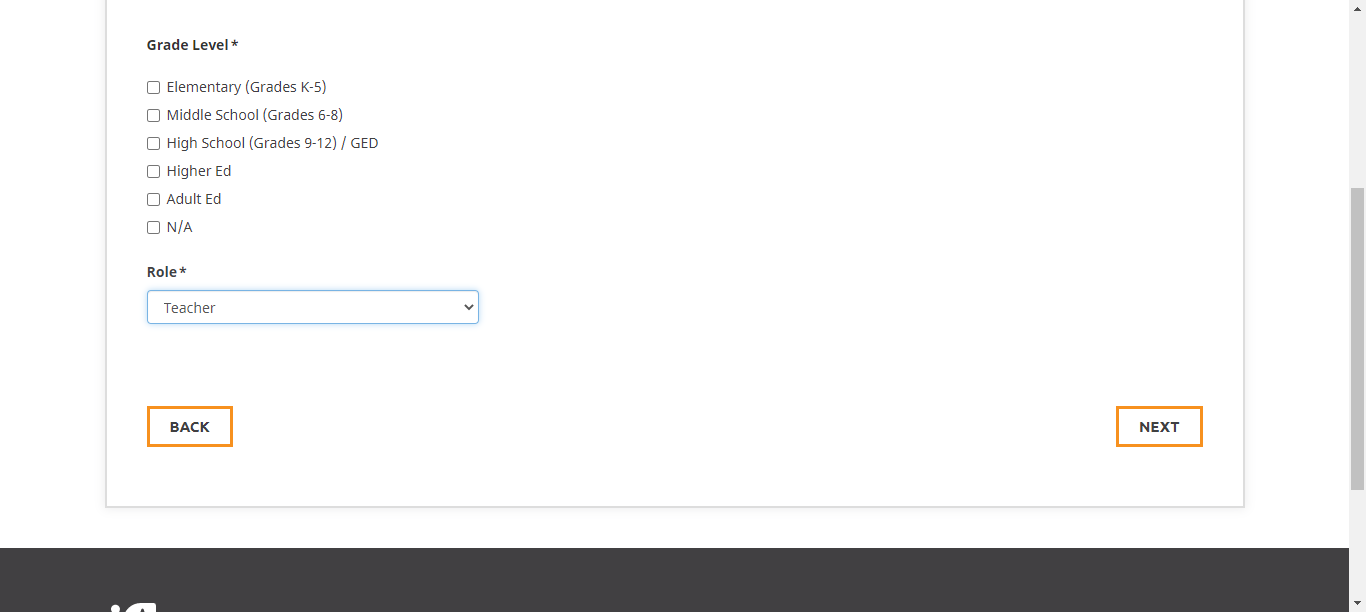 Grade Level *
Elementary (Grades K-5)
Middle School (Grades 6-8)
High School (Grades 9-12) / GED
Higher Ed
Adult Ed
N/A
Role *
Teacher
BACK NEXT